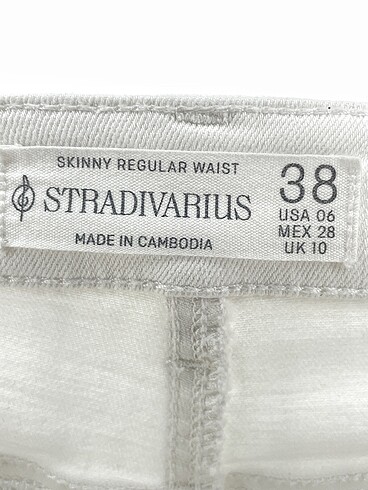 SKINNY REGULAR WAIST
STRADIVARIUS
MADE IN CAMBODIA
38
USA 06
MEX 28
UK 10